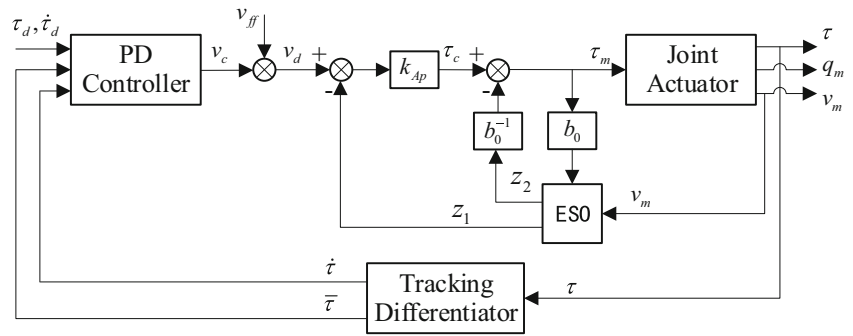 τ_d, τ̇_d
PD
Controller
v_c
v_ff
v_d
+
-
k_Ap
τ_c
+
-
τ_m
Joint
Actuator
τ
q_m
v_m
b_0^{-1}
b_0
z_2
ESO
v_m
z_1
τ̇
τ̅
Tracking
Differentiator
τ